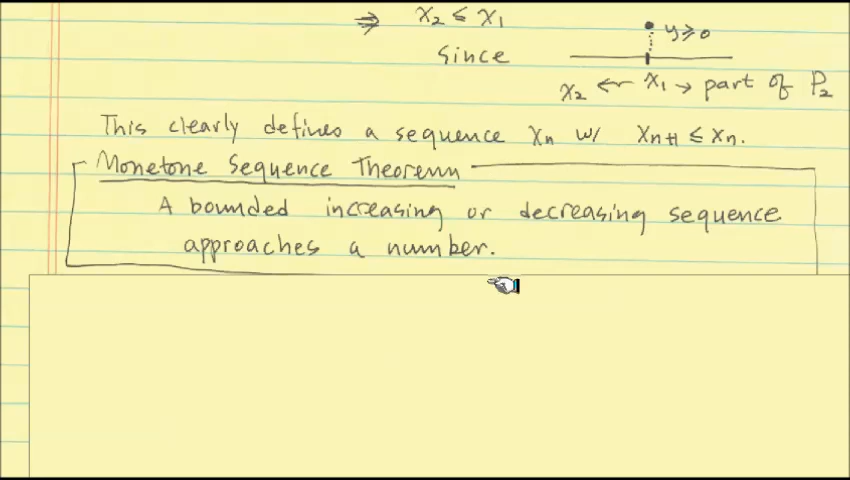 ⇒ x₂ ≤ x₁
since
y ≥ 0
x₂ ← x₁ → part of P₂
This clearly defines a sequence xₙ w/ xₙ₊₁ ≤ xₙ.
Monetone Sequence Theorem
A bounded increasing or decreasing sequence
approaches a number.